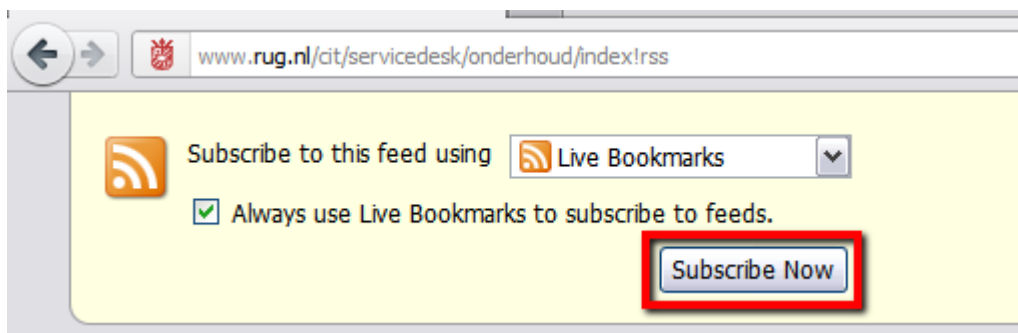 www.rug.nl/cit/servicedesk/onderhoud/index!rss
Subscribe to this feed using Live Bookmarks
Always use Live Bookmarks to subscribe to feeds.
Subscribe Now